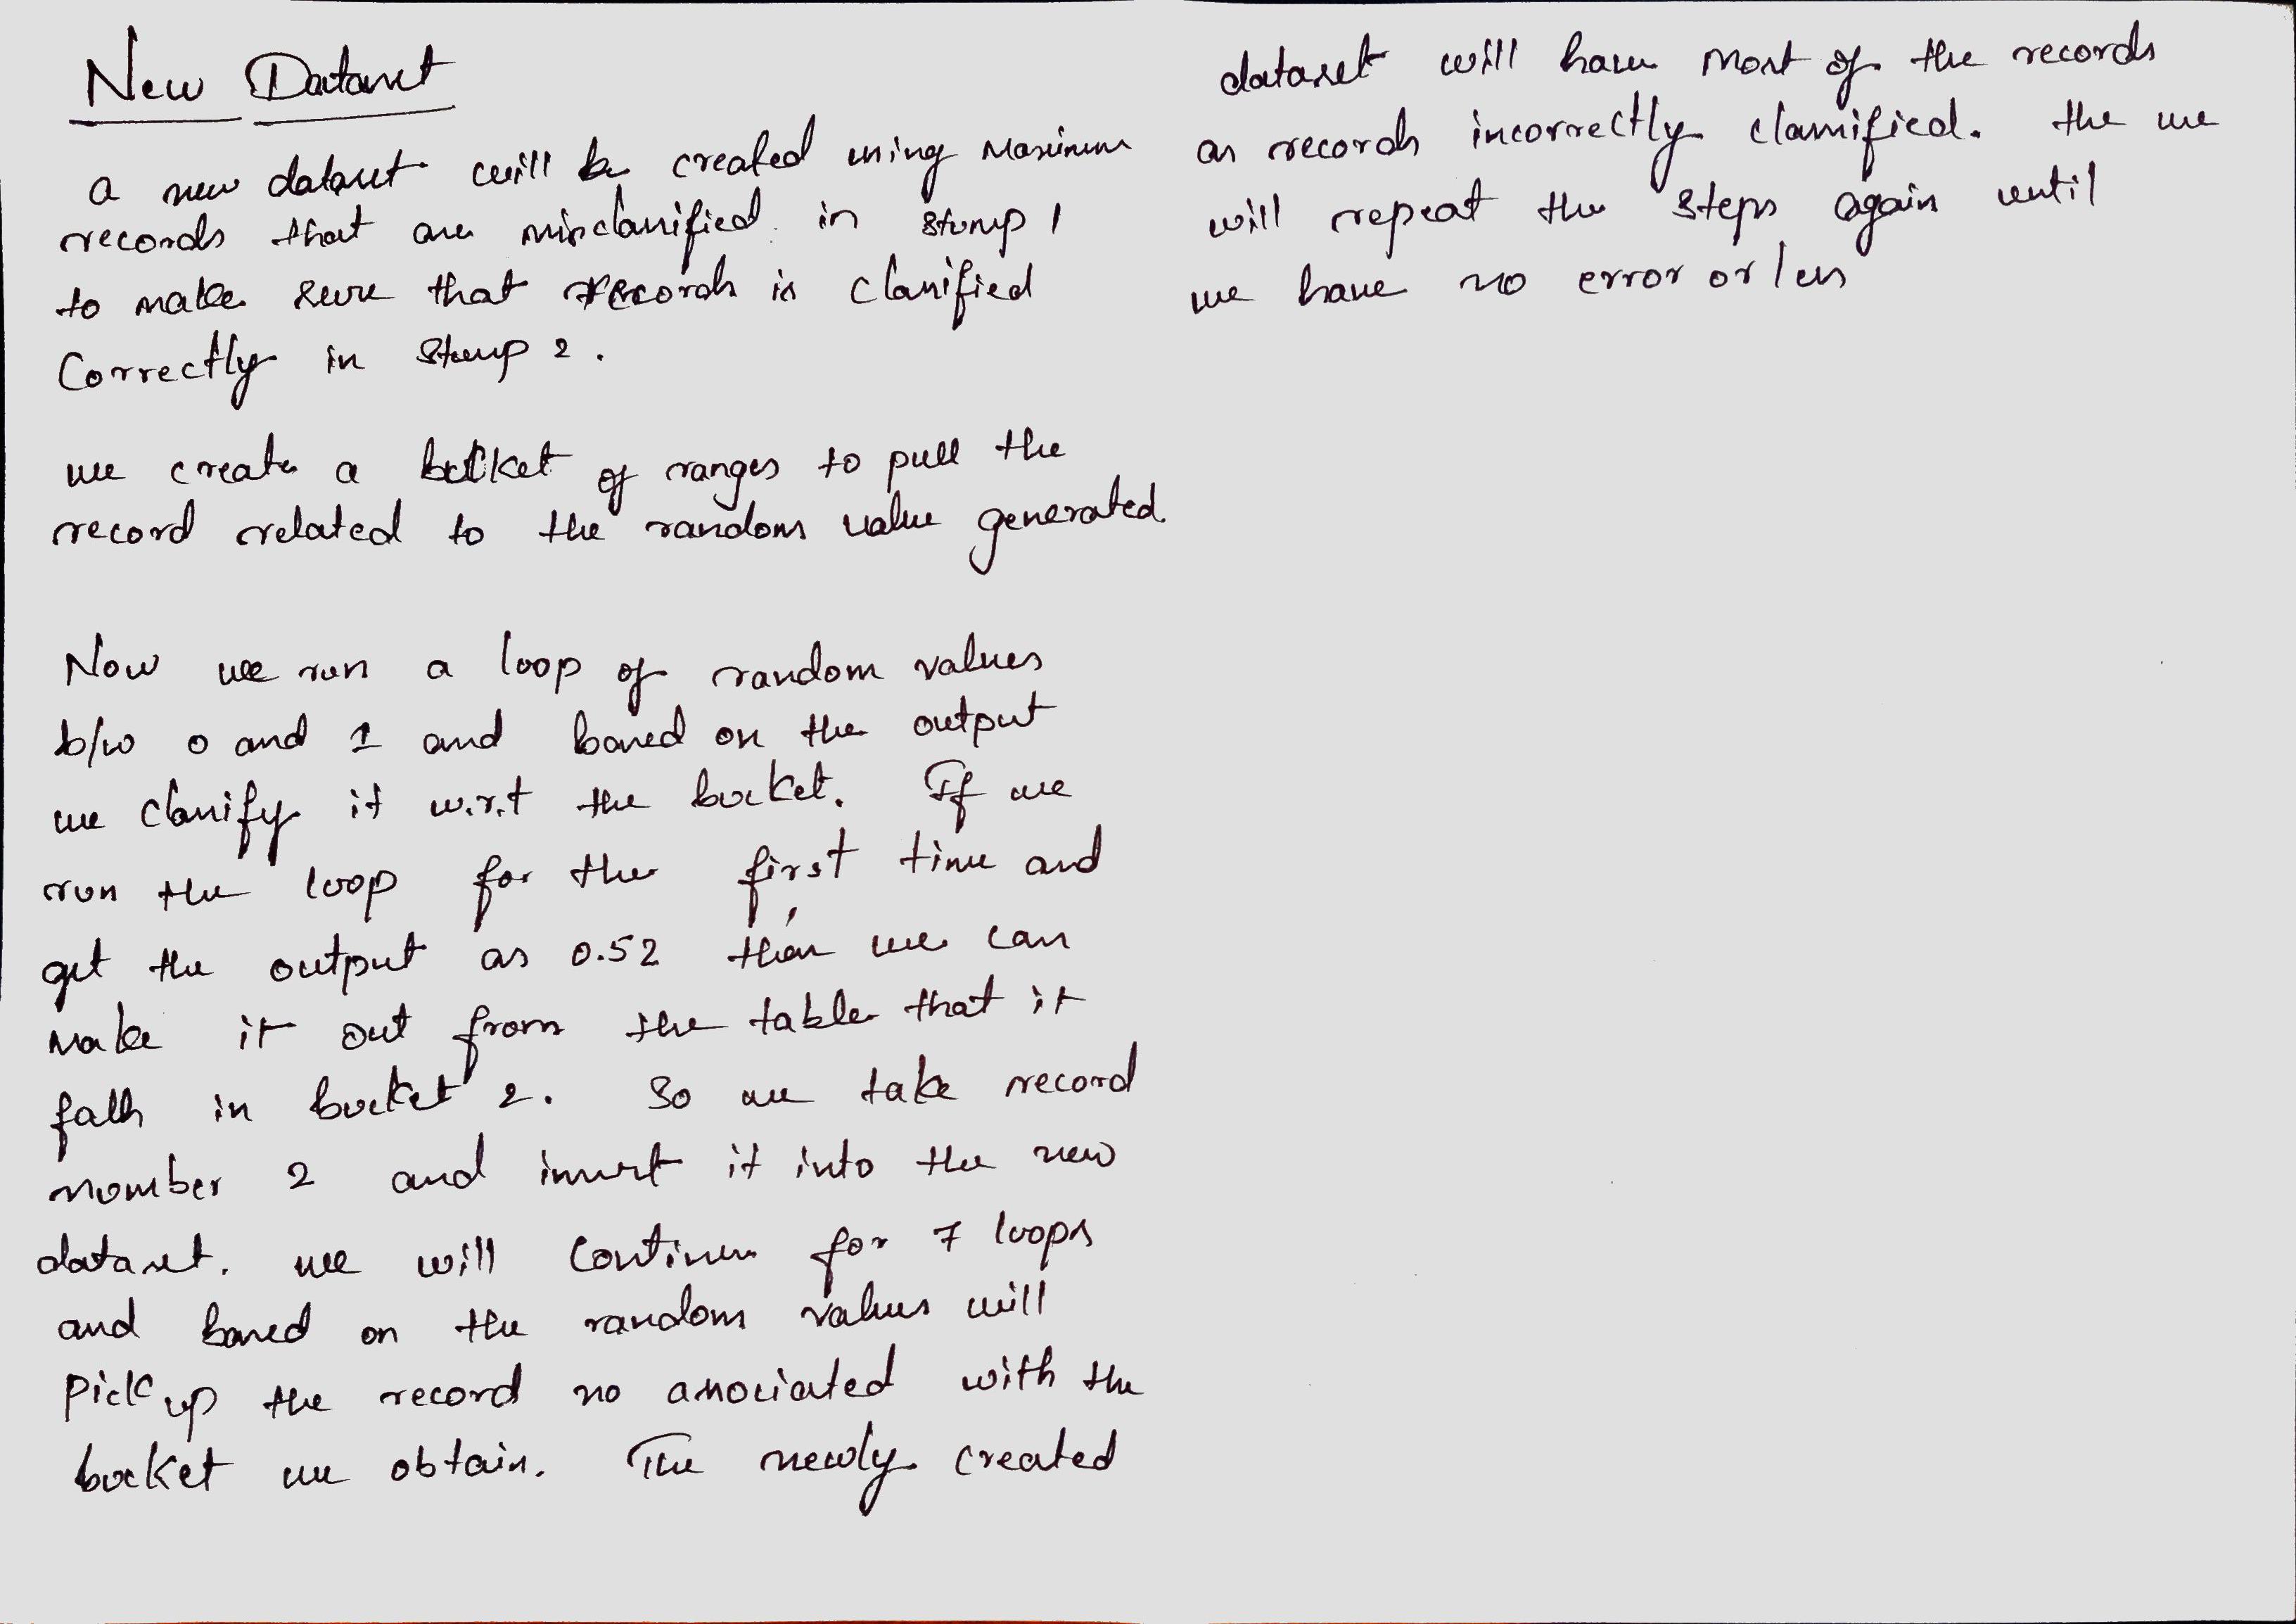 New Dataset
a new dataset will be created using Maximum
records that are misclassified in stump 1
to make sure that records is classified
Correctly in Stump 2.
we create a bucket of ranges to pull the
record related to the random value generated.
Now we run a loop of random values
b/w 0 and 1 and based on the output
we classify it w.r.t the bucket. If we
run the loop for the first time and
get the output as 0.52 then we can
make it out from the table that it
falls in bucket 2. So we take record
number 2 and insert it into the new
dataset. we will continue for 7 loops
and based on the random values will
Pick up the record no associated with the
bucket we obtain. The newly created
dataset will have most of the records
as records incorrectly classified. the we
will repeat the steps again until
we have no error or less